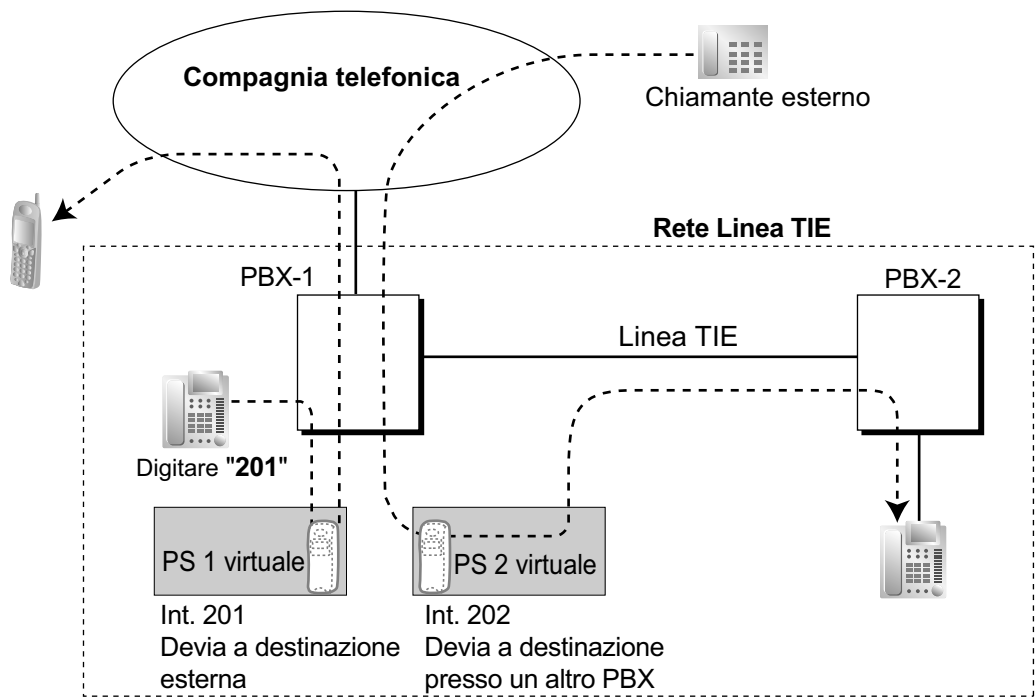 Compagnia telefonica
Chiamante esterno
Rete Linea TIE
PBX-1
PBX-2
Linea TIE
Digitare "201"
PS 1 virtuale
PS 2 virtuale
Int. 201
Devia a destinazione
esterna
Int. 202
Devia a destinazione
presso un altro PBX